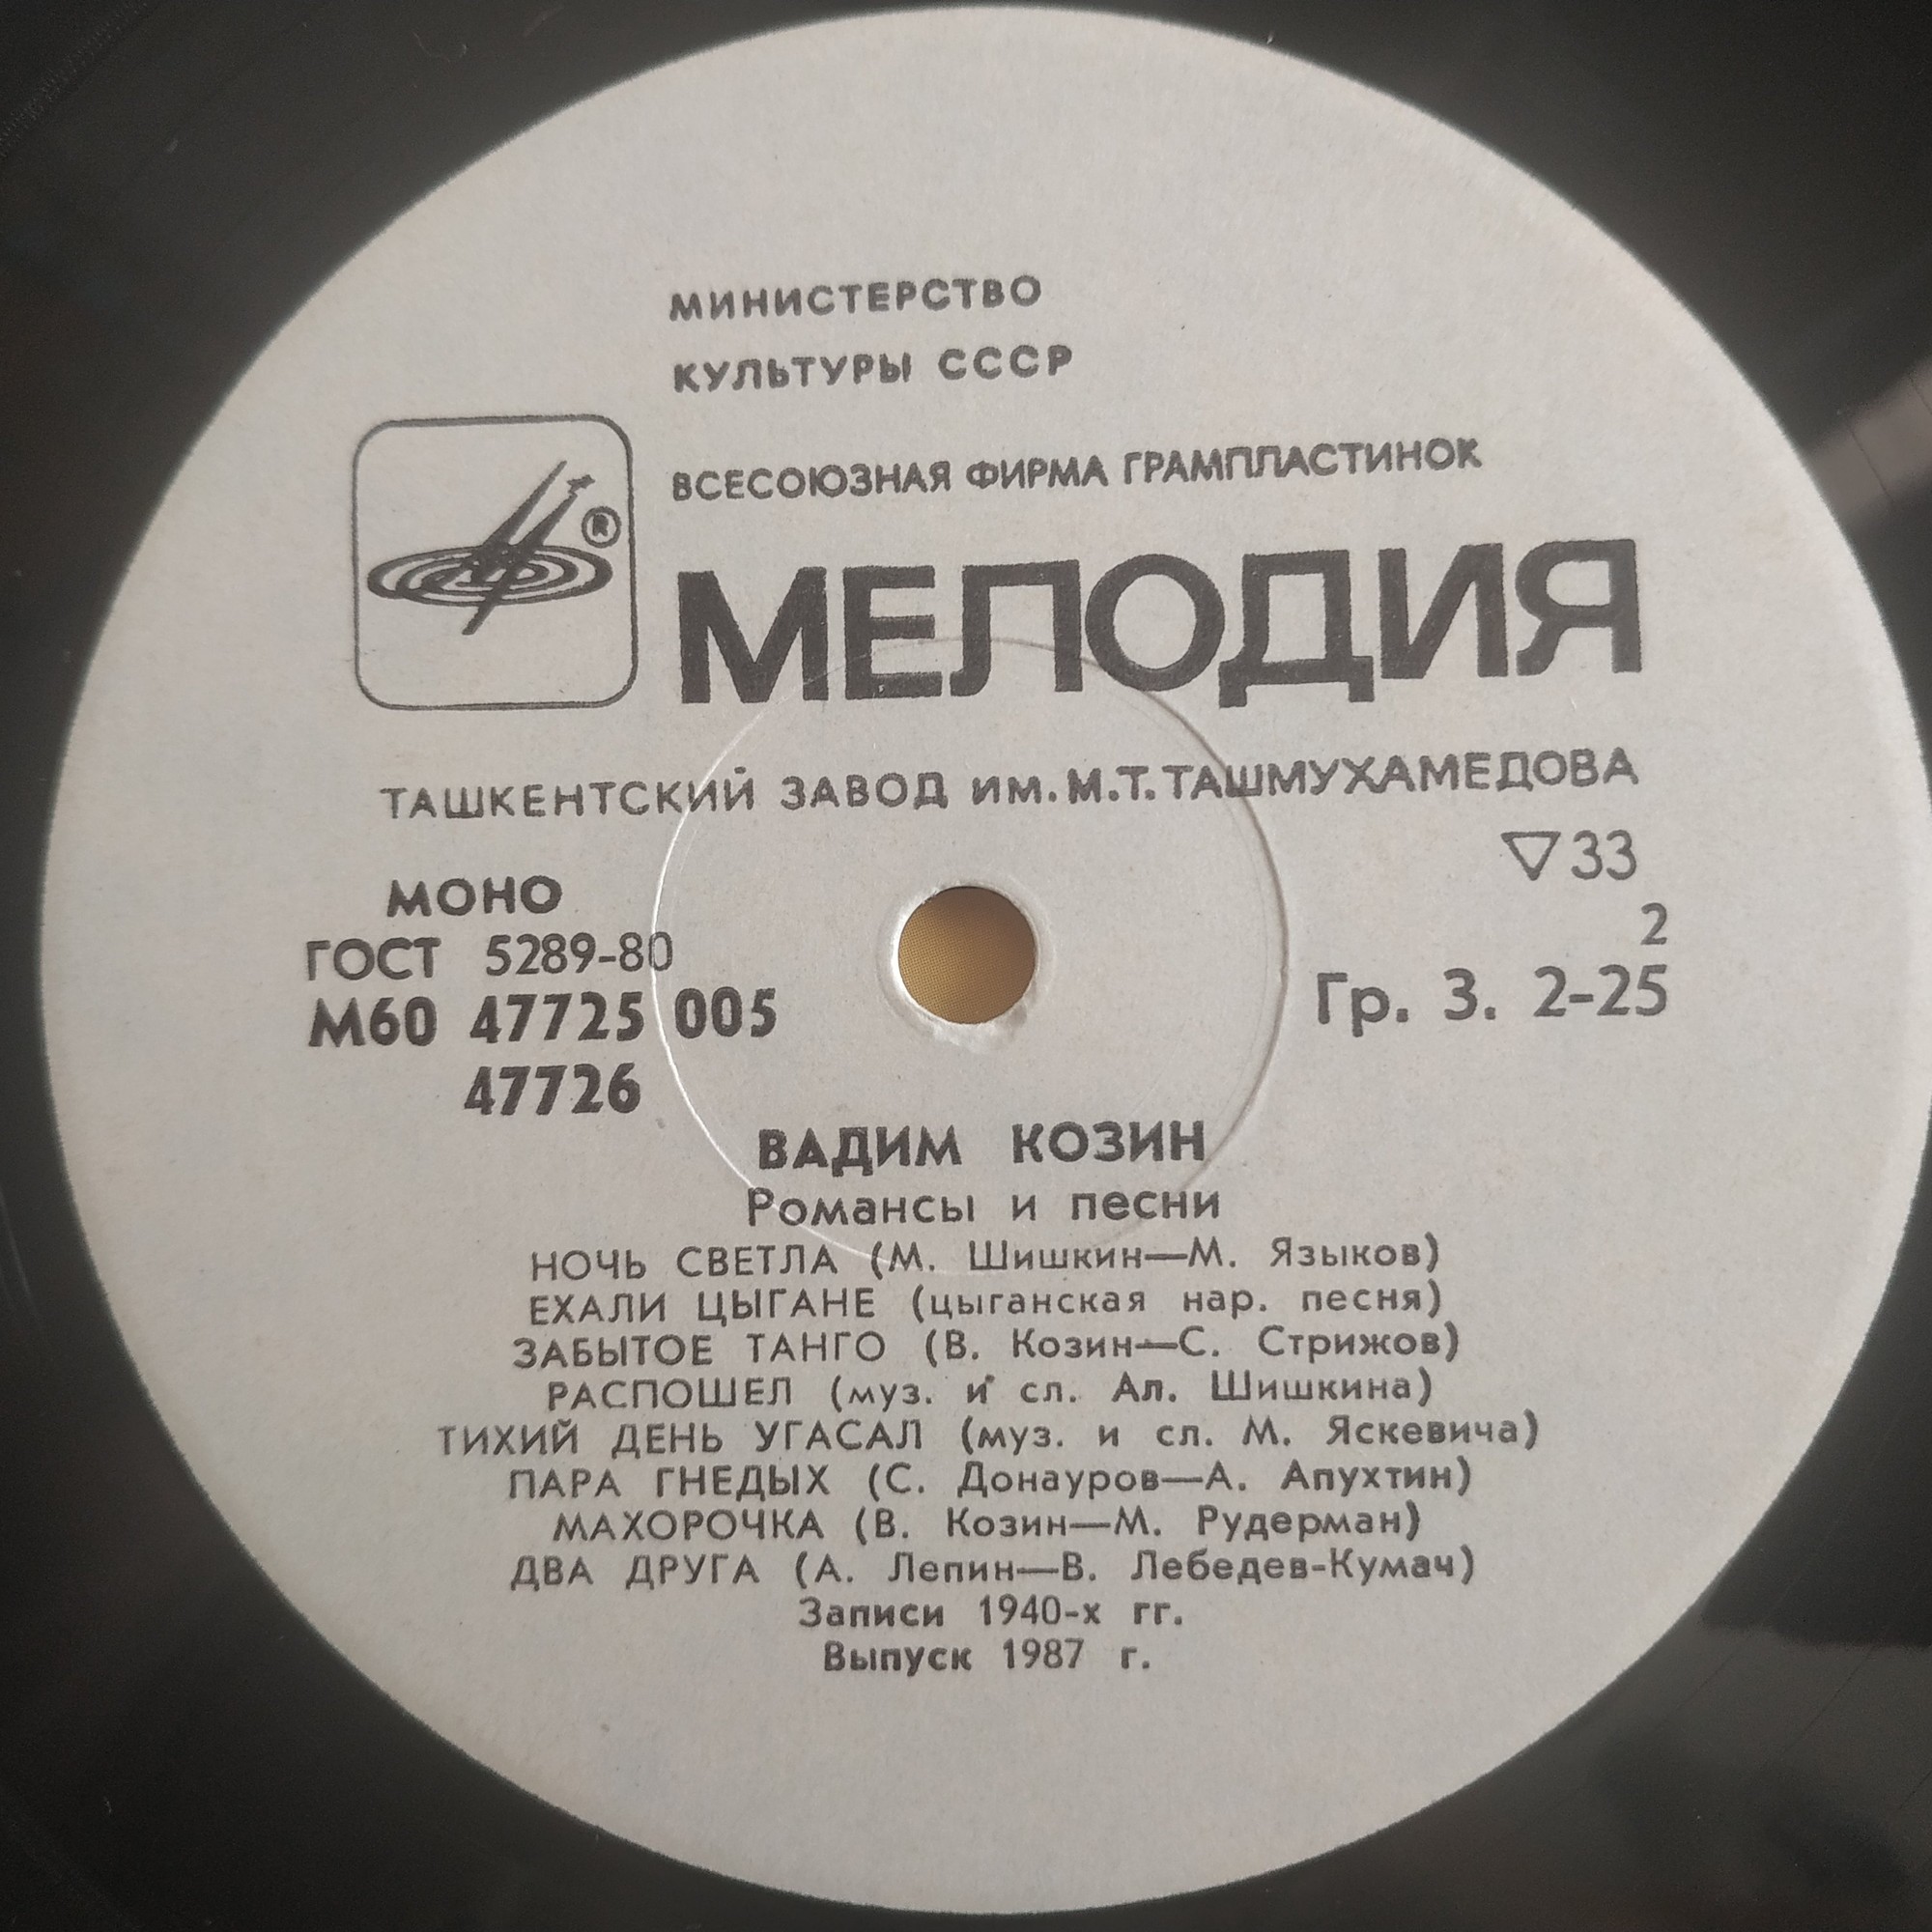 МИНИСТЕРСТВО
КУЛЬТУРЫ СССР
ВСЕСОЮЗНАЯ ФИРМА ГРАМПЛАСТИНОК
®
МЕЛОДИЯ
ТАШКЕНТСКИЙ ЗАВОД им. М.Т. ТАШМУХАМЕДОВА
▽33
МОНО
2
ГОСТ 5289-80
Гр. 3. 2-25
М60 47725 005
47726
ВАДИМ КОЗИН
Романсы и песни
НОЧЬ СВЕТЛА (М. Шишкин—М. Языков)
ЕХАЛИ ЦЫГАНЕ (цыганская нар. песня)
ЗАБЫТОЕ ТАНГО (В. Козин—С. Стрижов)
РАСПОШЕЛ (муз. и сл. Ал. Шишкина)
ТИХИЙ ДЕНЬ УГАСАЛ (муз. и сл. М. Яскевича)
ПАРА ГНЕДЫХ (С. Донауров—А. Апухтин)
МАХОРОЧКА (В. Козин—М. Рудерман)
ДВА ДРУГА (А. Лепин—В. Лебедев-Кумач)
Записи 1940-х гг.
Выпуск 1987 г.